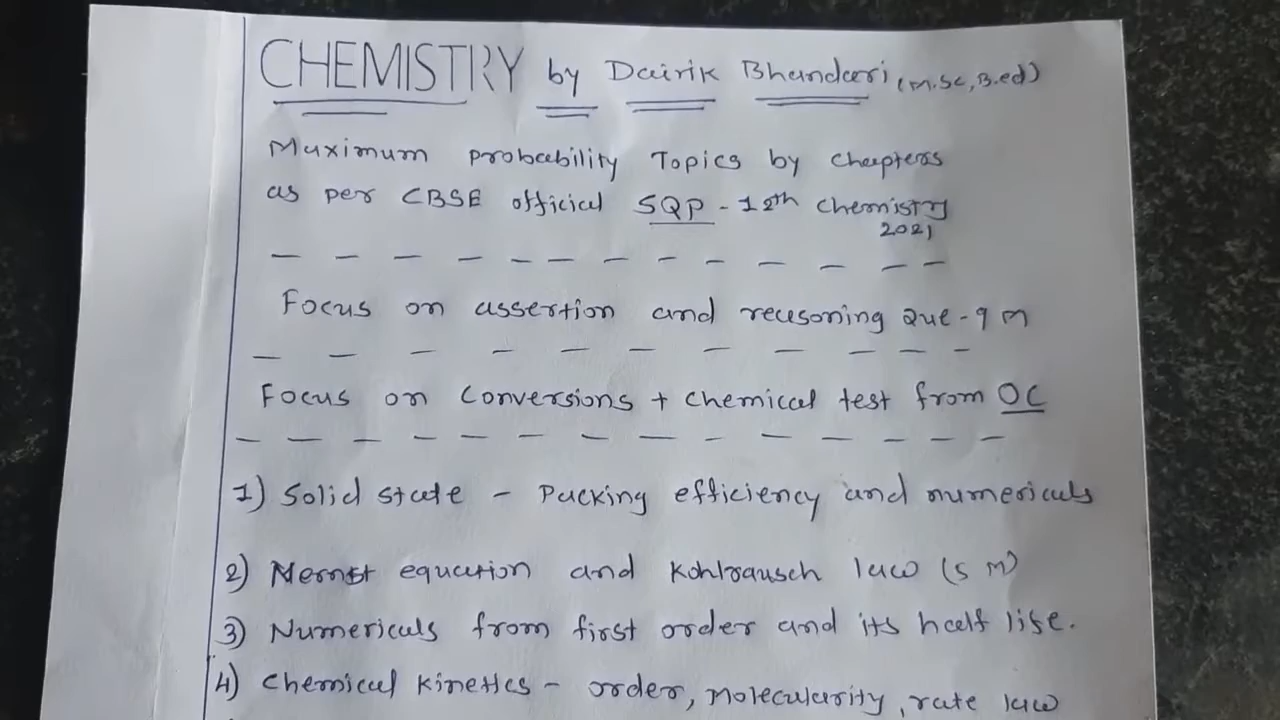 CHEMISTRY by Dairik Bhandari (M.Sc, B.ed)
Maximum probability Topics by chapters
as per CBSE official SQP - 12th chemistry
2021
Focus on assertion and reasoning Que - 9 M
Focus on conversions + chemical test from OC
1) Solid state - Packing efficiency and numericals
2) Nernst equation and Kohlrausch law (5 M)
3) Numericals from first order and its half life.
4) Chemical kinetics - order, Molecularity, rate law